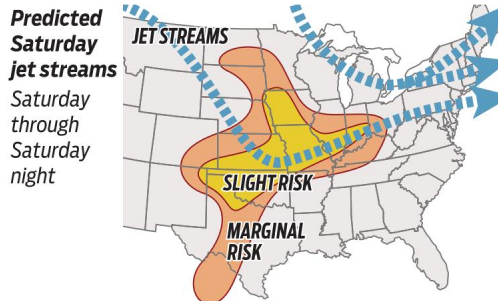 Predicted
Saturday
jet streams
Saturday
through
Saturday
night
JET STREAMS
SLIGHT RISK
MARGINAL
RISK